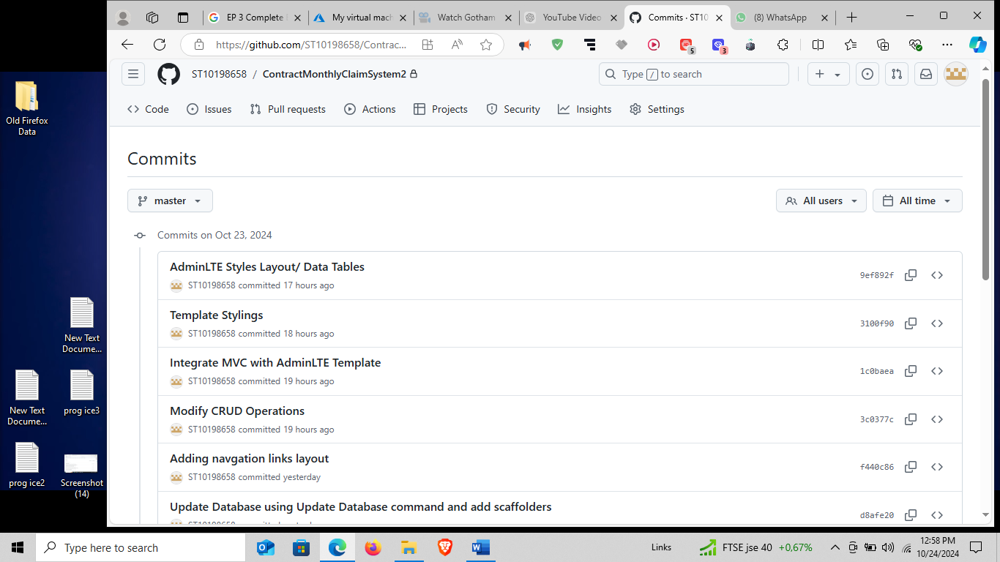 EP 3 Complete
My virtual mach
Watch Gotham
YouTube Video
Commits · ST10
(8) WhatsApp
https://github.com/ST10198658/Contrac...
5
3
ST10198658 / ContractMonthlyClaimSystem2
Type / to search
Code
Issues
Pull requests
Actions
Projects
Security
Insights
Settings
Commits
master
All users
All time
Commits on Oct 23, 2024
AdminLTE Styles Layout/ Data Tables
ST10198658 committed 17 hours ago
9ef892f
Template Stylings
ST10198658 committed 18 hours ago
3100f90
Integrate MVC with AdminLTE Template
ST10198658 committed 19 hours ago
1c0baea
Modify CRUD Operations
ST10198658 committed 19 hours ago
3c0377c
Adding navgation links layout
ST10198658 committed yesterday
f440c86
Update Database using Update Database command and add scaffolders
d8afe20
Old Firefox
Data
New Text
Docume...
New Text
Docume...
prog ice3
prog ice2
Screenshot
(14)
Type here to search
Links
FTSE jse 40 +0,67%
12:58 PM
10/24/2024